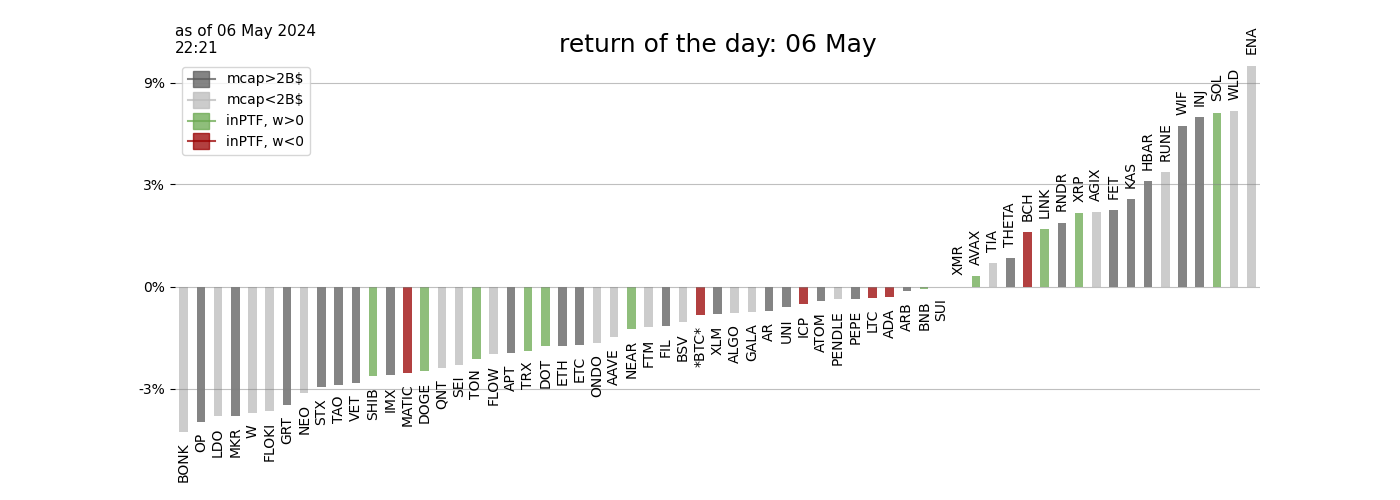 as of 06 May 2024
22:21
return of the day: 06 May
mcap>2B$
mcap<2B$
inPTF, w>0
inPTF, w<0
9%
3%
0%
-3%
BONK
OP
LDO
MKR
W
FLOKI
GRT
NEO
STX
TAO
VET
SHIB
IMX
MATIC
DOGE
QNT
SEI
TON
FLOW
APT
TRX
DOT
ETH
ETC
ONDO
AAVE
NEAR
FTM
FIL
BSV
*BTC*
XLM
ALGO
GALA
AR
UNI
ICP
ATOM
PENDLE
PEPE
LTC
ADA
ARB
BNB
SUI
XMR
AVAX
TIA
THETA
BCH
LINK
RNDR
XRP
AGIX
FET
KAS
HBAR
RUNE
WIF
INJ
SOL
WLD
ENA